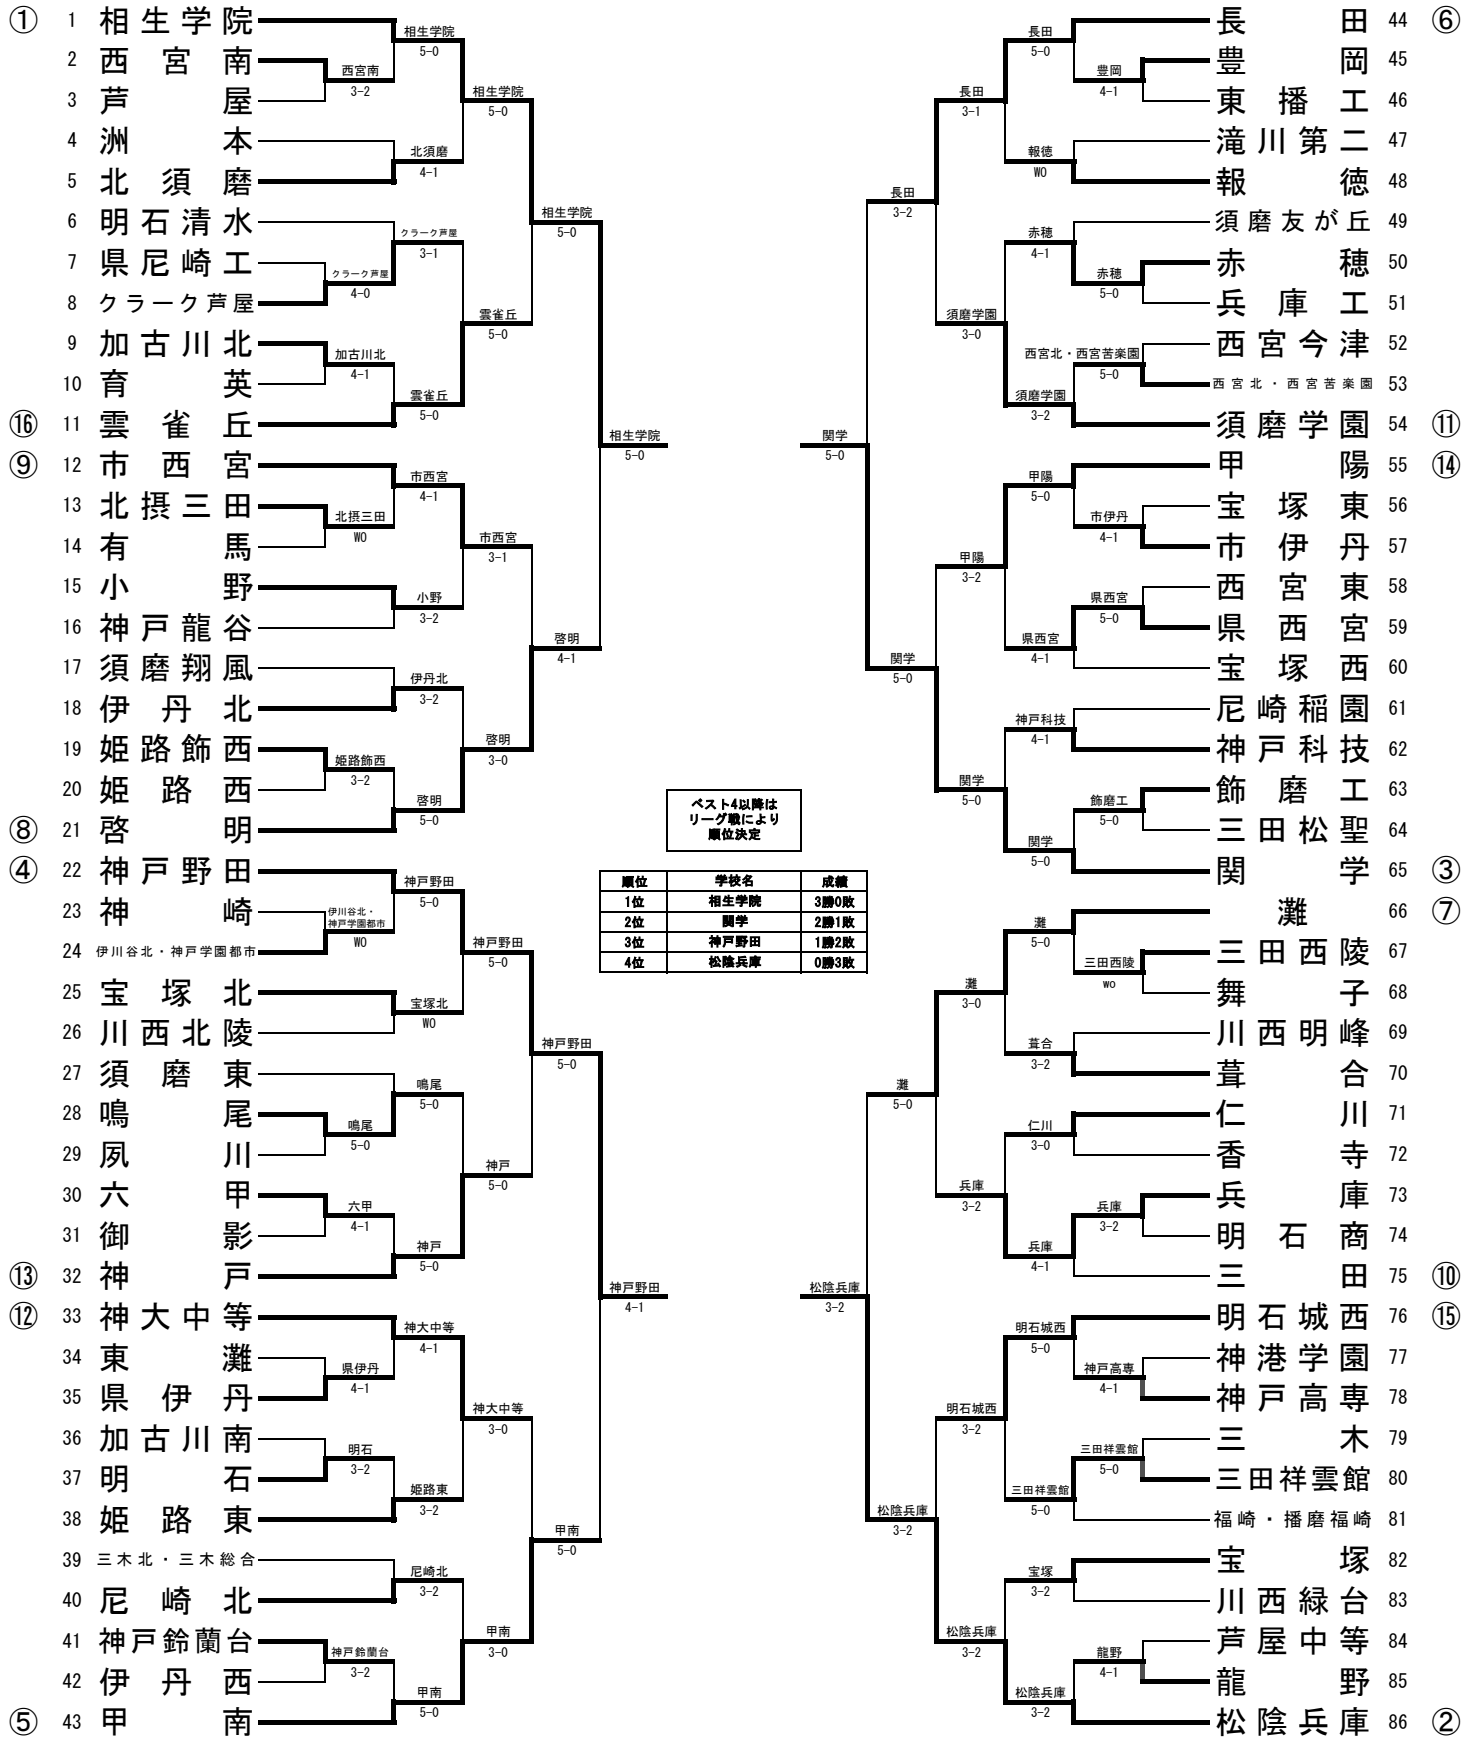 ① 1 相生学院
2 西宮南
3 芦屋
4 洲本
5 北須磨
6 明石清水
7 県尼崎工
8 クラーク芦屋
9 加古川北
10 育英
⑯ 11 雲雀丘
⑨ 12 市西宮
13 北摂三田
14 有馬
15 小野
16 神戸龍谷
17 須磨翔風
18 伊丹北
19 姫路飾西
20 姫路西
⑧ 21 啓明
④ 22 神戸野田
23 神崎
24 伊川谷北・神戸学園都市
25 宝塚北
26 川西北陵
27 須磨東
28 鳴尾
29 夙川
30 六甲
31 御影
⑬ 32 神戸
⑫ 33 神大中等
34 東灘
35 県伊丹
36 加古川南
37 明石
38 姫路東
39 三木北・三木総合
40 尼崎北
41 神戸鈴蘭台
42 伊丹西
⑤ 43 甲南
西宮南
3-2
クラーク芦屋
4-0
加古川北
4-1
北摂三田
WO
姫路飾西
3-2
伊川谷北・
神戸学園都市
WO
鳴尾
5-0
六甲
4-1
県伊丹
4-1
明石
3-2
神戸鈴蘭台
3-2
相生学院
5-0
北須磨
4-1
クラーク芦屋
3-1
雲雀丘
5-0
市西宮
4-1
小野
3-2
伊丹北
3-2
啓明
5-0
神戸野田
5-0
宝塚北
WO
鳴尾
5-0
神戸
5-0
神大中等
4-1
姫路東
3-2
尼崎北
3-2
甲南
5-0
相生学院
5-0
雲雀丘
5-0
市西宮
3-1
啓明
3-0
神戸野田
5-0
神戸
5-0
神大中等
3-0
甲南
3-0
相生学院
5-0
啓明
4-1
神戸野田
5-0
甲南
5-0
相生学院
5-0
神戸野田
4-1
ベスト4以降は
リーグ戦により
順位決定
順位 学校名 成績
1位 相生学院 3勝0敗
2位 関学 2勝1敗
3位 神戸野田 1勝2敗
4位 松陰兵庫 0勝3敗
関学
5-0
松陰兵庫
3-2
長田
3-2
関学
5-0
灘
5-0
松陰兵庫
3-2
長田
3-1
須磨学園
3-0
甲陽
3-2
関学
5-0
灘
3-0
兵庫
3-2
明石城西
3-2
松陰兵庫
3-2
長田
5-0
報徳
WO
赤穂
4-1
須磨学園
3-2
甲陽
5-0
県西宮
4-1
神戸科技
4-1
関学
5-0
灘
5-0
葺合
3-2
仁川
3-0
兵庫
4-1
明石城西
5-0
三田祥雲館
5-0
宝塚
3-2
松陰兵庫
3-2
豊岡
4-1
赤穂
5-0
西宮北・西宮苦楽園
5-0
市伊丹
4-1
県西宮
5-0
飾磨工
5-0
三田西陵
wo
兵庫
3-2
神戸高専
4-1
三田祥雲館
5-0
龍野
4-1
長田 44 ⑥
豊岡 45
東播工 46
滝川第二 47
報徳 48
須磨友が丘 49
赤穂 50
兵庫工 51
西宮今津 52
西宮北・西宮苦楽園 53
須磨学園 54 ⑪
甲陽 55 ⑭
宝塚東 56
市伊丹 57
西宮東 58
県西宮 59
宝塚西 60
尼崎稲園 61
神戸科技 62
飾磨工 63
三田松聖 64
関学 65 ③
灘 66 ⑦
三田西陵 67
舞子 68
川西明峰 69
葺合 70
仁川 71
香寺 72
兵庫 73
明石商 74
三田 75 ⑩
明石城西 76 ⑮
神港学園 77
神戸高専 78
三木 79
三田祥雲館 80
福崎・播磨福崎 81
宝塚 82
川西緑台 83
芦屋中等 84
龍野 85
松陰兵庫 86 ②